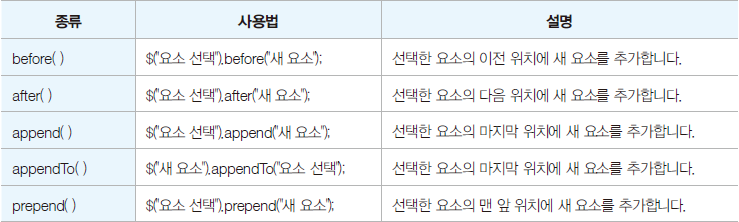 종류 사용법 설명
before( ) $("요소 선택").before("새 요소"); 선택한 요소의 이전 위치에 새 요소를 추가합니다.
after( ) $("요소 선택").after("새 요소"); 선택한 요소의 다음 위치에 새 요소를 추가합니다.
append( ) $("요소 선택").append("새 요소"); 선택한 요소의 마지막 위치에 새 요소를 추가합니다.
appendTo( ) $("새 요소").appendTo("요소 선택"); 선택한 요소의 마지막 위치에 새 요소를 추가합니다.
prepend( ) $("요소 선택").prepend("새 요소"); 선택한 요소의 맨 앞 위치에 새 요소를 추가합니다.